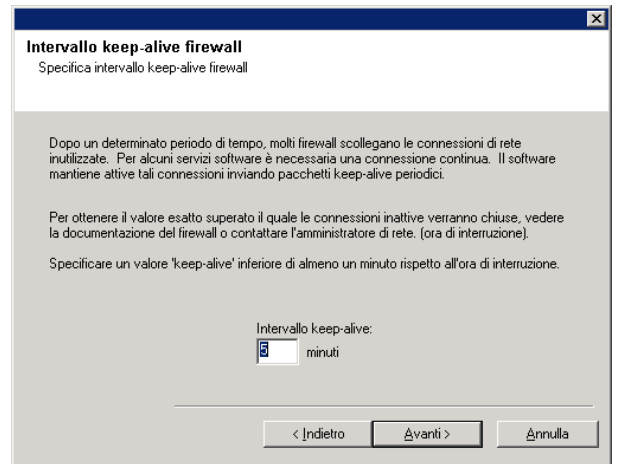 Intervallo keep-alive firewall
Specifica intervallo keep-alive firewall
Dopo un determinato periodo di tempo, molti firewall scollegano le connessioni di rete
inutilizzate. Per alcuni servizi software è necessaria una connessione continua. Il software
mantiene attive tali connessioni inviando pacchetti keep-alive periodici.
Per ottenere il valore esatto superato il quale le connessioni inattive verranno chiuse, vedere
la documentazione del firewall o contattare l'amministratore di rete. (ora di interruzione).
Specificare un valore 'keep-alive' inferiore di almeno un minuto rispetto all'ora di interruzione.
Intervallo keep-alive:
5 minuti
< Indietro Avanti > Annulla